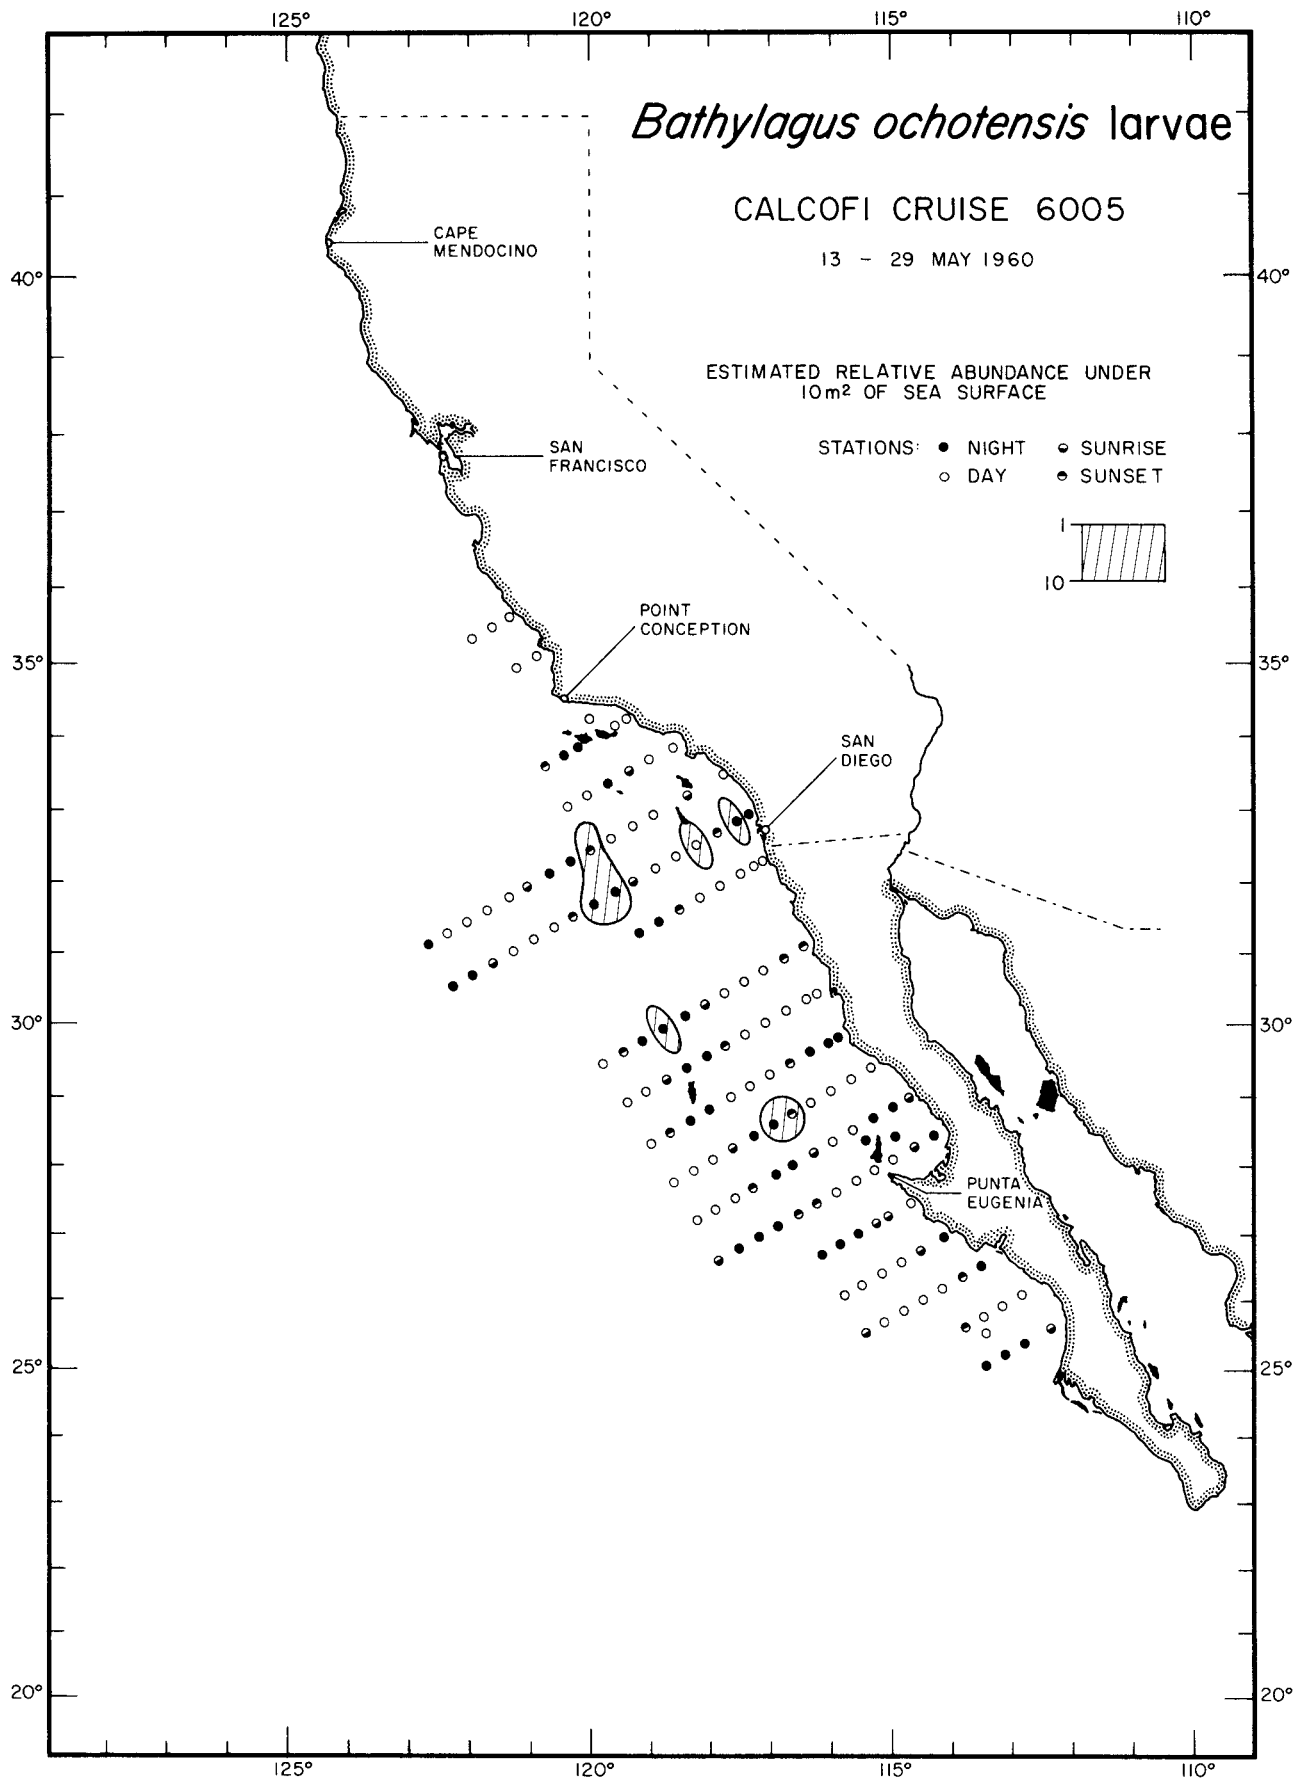 125° 120° 115° 110°
Bathylagus ochotensis larvae
CALCOFI CRUISE 6005
13 - 29 MAY 1960
CAPE
MENDOCINO
40° 40°
ESTIMATED RELATIVE ABUNDANCE UNDER
10m² OF SEA SURFACE
STATIONS: NIGHT SUNRISE
DAY SUNSET
SAN
FRANCISCO
1
10
POINT
CONCEPTION
35° 35°
SAN
DIEGO
30° 30°
PUNTA
EUGENIA
25° 25°
20° 20°
125° 120° 115° 110°